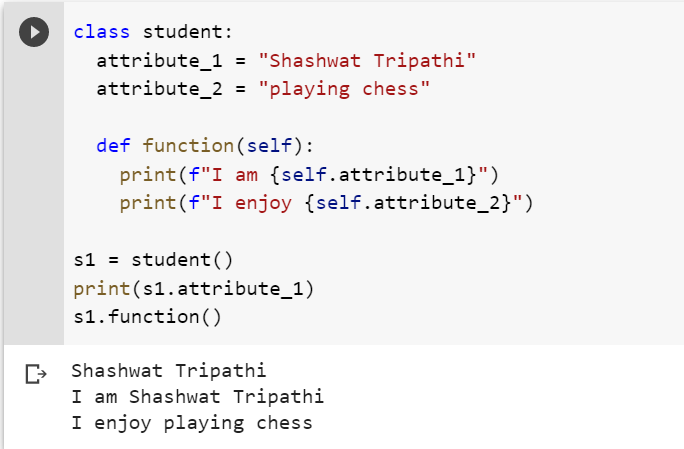 class student:
  attribute_1 = "Shashwat Tripathi"
  attribute_2 = "playing chess"

  def function(self):
    print(f"I am {self.attribute_1}")
    print(f"I enjoy {self.attribute_2}")

s1 = student()
print(s1.attribute_1)
s1.function()
Shashwat Tripathi
I am Shashwat Tripathi
I enjoy playing chess